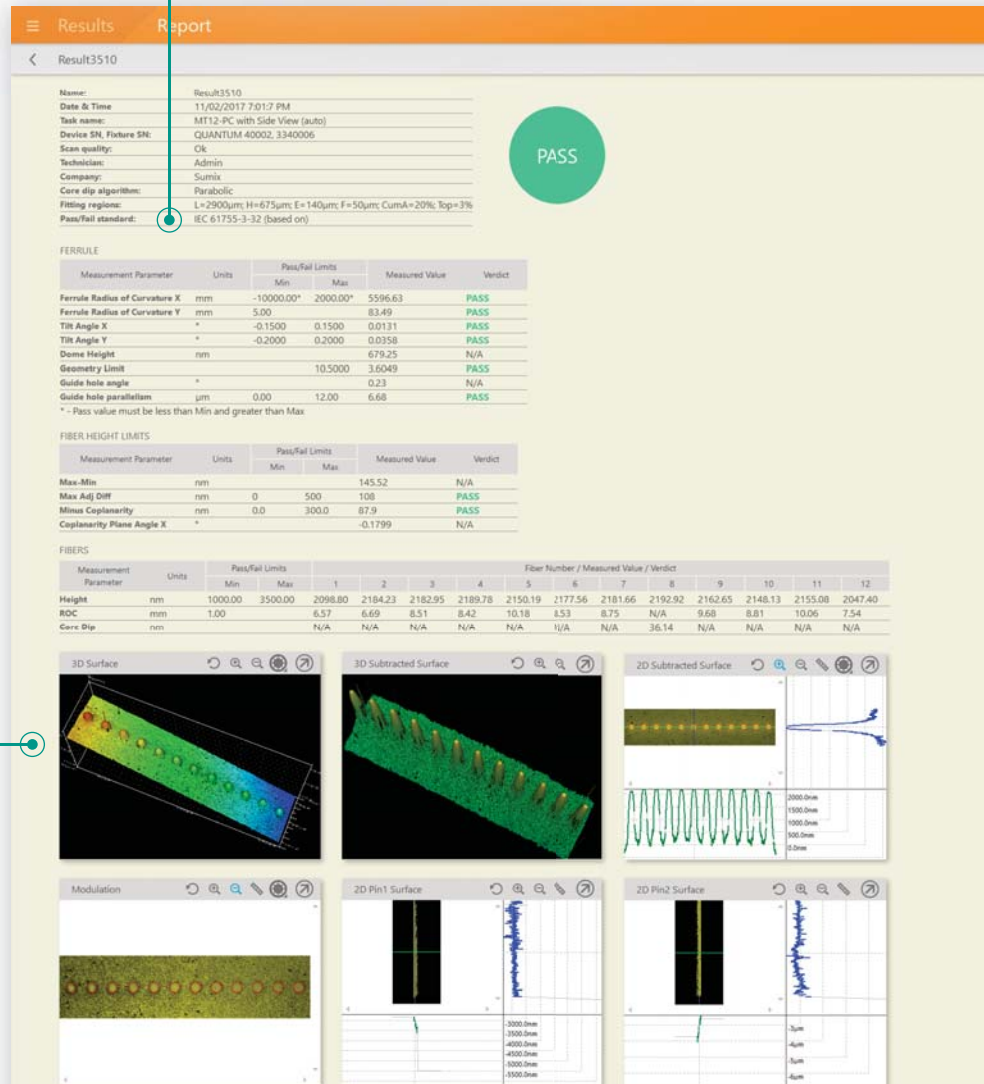 Results Report
Result3510
Name: Result3510
Date & Time 11/02/2017 7:01:7 PM
Task name: MT12-PC with Side View (auto)
Device SN, Fixture SN: QUANTUM 40002, 3340006
Scan quality: Ok
Technician: Admin
Company: Sumix
Core dip algorithm: Parabolic
Fitting regions: L=2900µm; H=675µm; E=140µm; F=50µm; CumA=20%; Top=3%
Pass/Fail standard: IEC 61755-3-32 (based on)
PASS
FERRULE
Measurement Parameter Units Pass/Fail Limits Measured Value Verdict
Min Max
Ferrule Radius of Curvature X mm -10000.00* 2000.00* 5596.63 PASS
Ferrule Radius of Curvature Y mm 5.00 83.49 PASS
Tilt Angle X ° -0.1500 0.1500 0.0131 PASS
Tilt Angle Y ° -0.2000 0.2000 0.0358 PASS
Dome Height nm 679.25 N/A
Geometry Limit 10.5000 3.6049 PASS
Guide hole angle ° 0.23 N/A
Guide hole parallelism µm 0.00 12.00 6.68 PASS
* - Pass value must be less than Min and greater than Max
FIBER HEIGHT LIMITS
Measurement Parameter Units Pass/Fail Limits Measured Value Verdict
Min Max
Max-Min nm 145.52 N/A
Max Adj Diff nm 0 500 108 PASS
Minus Coplanarity nm 0.0 300.0 87.9 PASS
Coplanarity Plane Angle X ° -0.1799 N/A
FIBERS
Measurement Parameter Units Pass/Fail Limits Fiber Number / Measured Value / Verdict
Min Max 1 2 3 4 5 6 7 8 9 10 11 12
Height nm 1000.00 3500.00 2098.80 2184.23 2182.95 2189.78 2150.19 2177.56 2181.66 2192.92 2162.65 2148.13 2155.08 2047.40
ROC mm 1.00 6.57 6.69 8.51 8.42 10.18 8.53 8.75 N/A 9.68 8.81 10.06 7.54
Core Dip nm N/A N/A N/A N/A N/A N/A N/A 36.14 N/A N/A N/A N/A
3D Surface 3D Subtracted Surface 2D Subtracted Surface
2000.0nm
1500.0nm
1000.0nm
500.0nm
0.0nm
Modulation 2D Pin1 Surface 2D Pin2 Surface
-3000.0nm
-3500.0nm
-4000.0nm
-4500.0nm
-5000.0nm
-5500.0nm
-3µm
-4µm
-5µm
-6µm